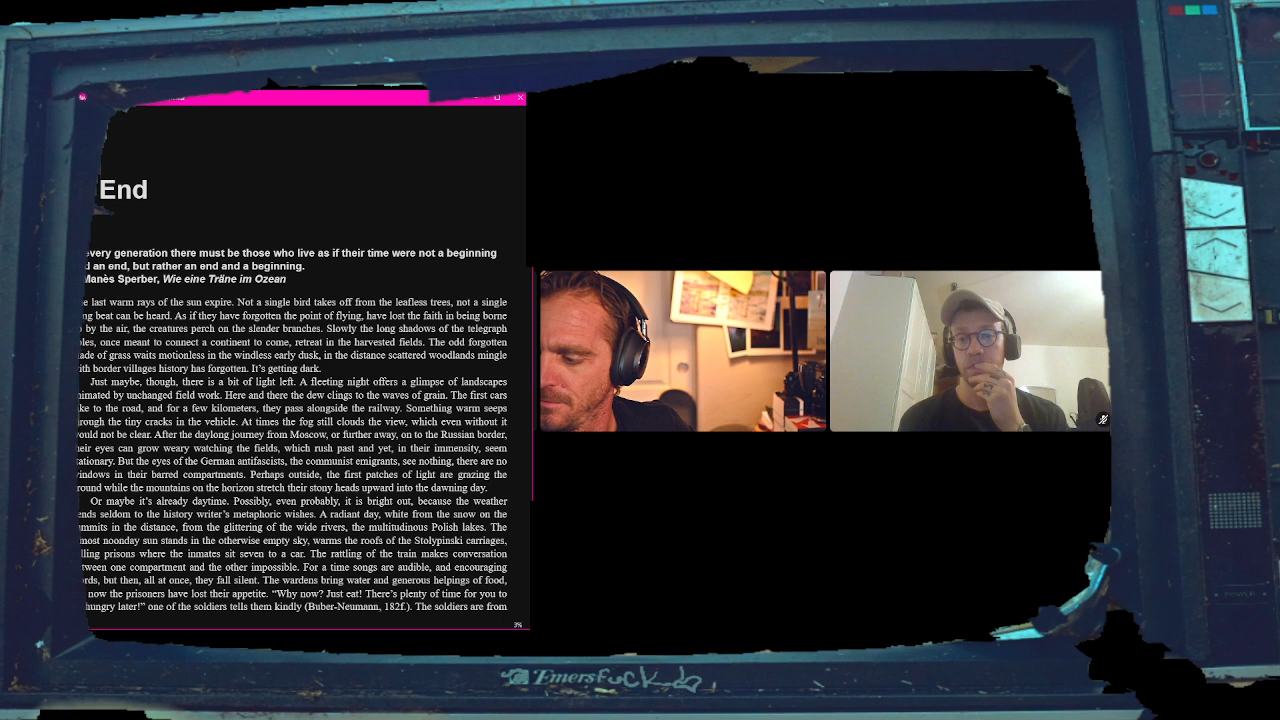 End
every generation there must be those who live as if their time were not a beginning
an end, but rather an end and a beginning.
Manès Sperber, Wie eine Träne im Ozean
last warm rays of the sun expire. Not a single bird takes off from the leafless trees, not a single
beat can be heard. As if they have forgotten the point of flying, have lost the faith in being borne
by the air, the creatures perch on the slender branches. Slowly the long shadows of the telegraph
once meant to connect a continent to come, retreat in the harvested fields. The odd forgotten
of grass waits motionless in the windless early dusk, in the distance scattered woodlands mingle
border villages history has forgotten. It's getting dark.
Just maybe, though, there is a bit of light left. A fleeting night offers a glimpse of landscapes
by unchanged field work. Here and there the dew clings to the waves of grain. The first cars
to the road, and for a few kilometers, they pass alongside the railway. Something warm seeps
the tiny cracks in the vehicle. At times the fog still clouds the view, which even without it
would not be clear. After the daylong journey from Moscow, or further away, on to the Russian border,
eyes can grow weary watching the fields, which rush past and yet, in their immensity, seem
But the eyes of the German antifascists, the communist emigrants, see nothing, there are no
windows in their barred compartments. Perhaps outside, the first patches of light are grazing the
while the mountains on the horizon stretch their stony heads upward into the dawning day.
Or maybe it's already daytime. Possibly, even probably, it is bright out, because the weather
seldom to the history writer's metaphoric wishes. A radiant day, white from the snow on the
in the distance, from the glittering of the wide rivers, the multitudinous Polish lakes. The
noonday sun stands in the otherwise empty sky, warms the roofs of the Stolypinski carriages,
prisons where the inmates sit seven to a car. The rattling of the train makes conversation
one compartment and the other impossible. For a time songs are audible, and encouraging
but then, all at once, they fall silent. The wardens bring water and generous helpings of food,
now the prisoners have lost their appetite. “Why now? Just eat! There's plenty of time for you to
hungry later!” one of the soldiers tells them kindly (Buber-Neumann, 182f.). The soldiers are from
3%
Emersfuck
POWER